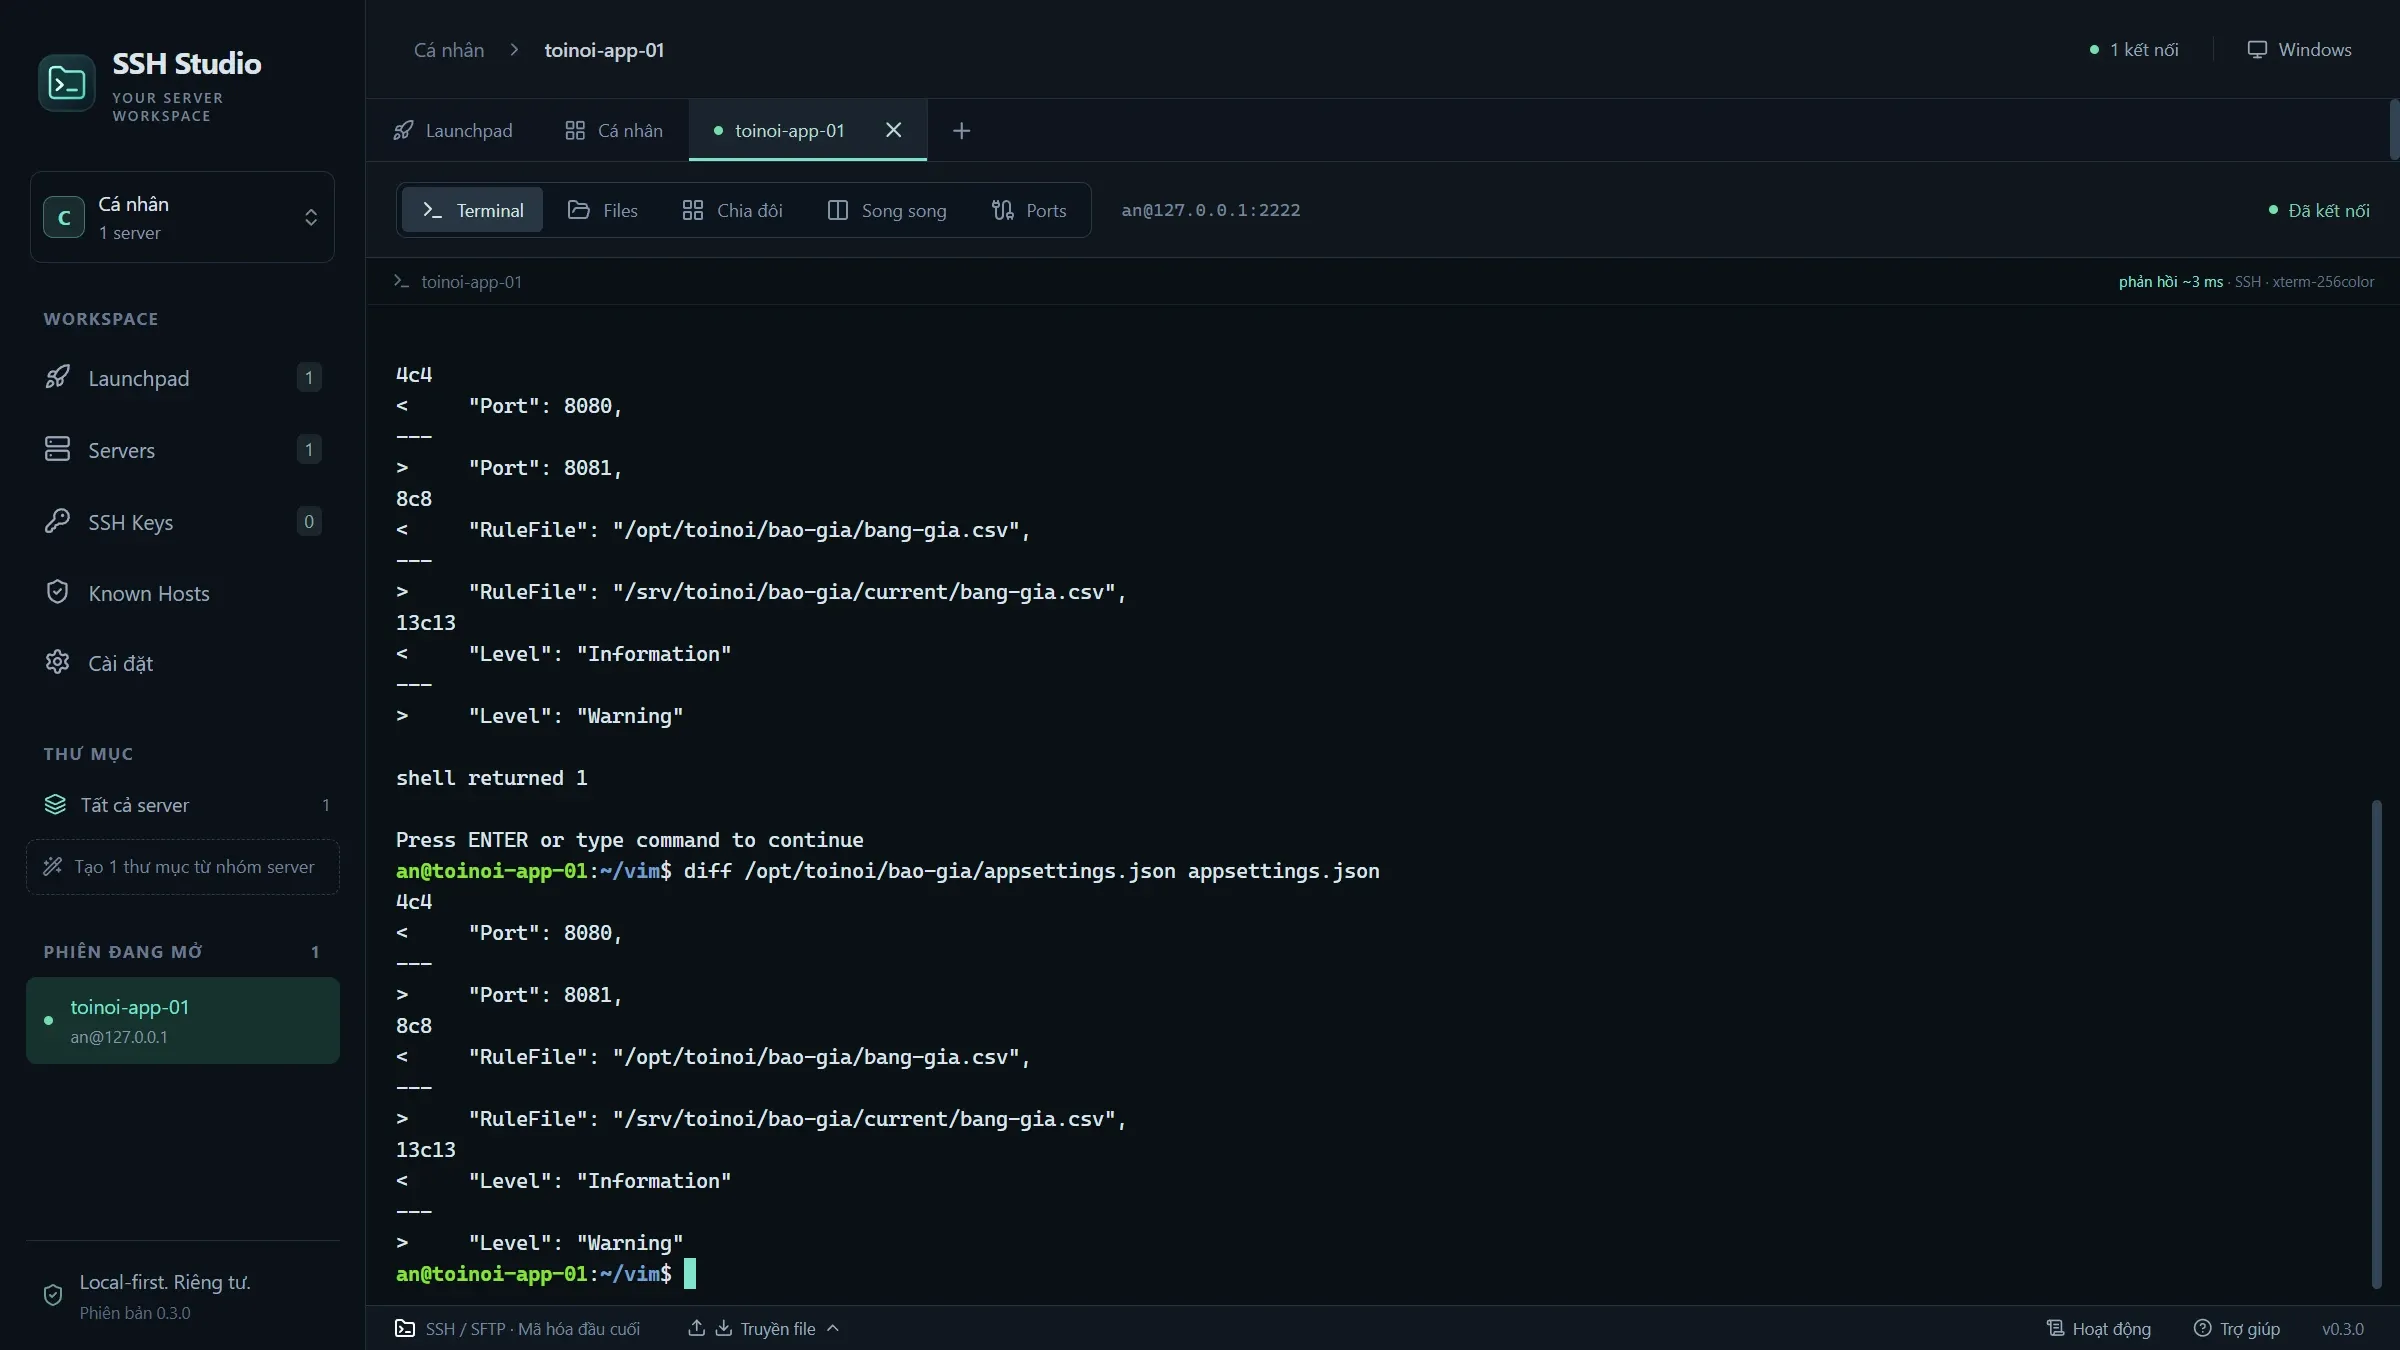 SSH Studio
YOUR SERVER
WORKSPACE
C
Cá nhân
1 server
WORKSPACE
Launchpad 1
Servers 1
SSH Keys 0
Known Hosts
Cài đặt
THƯ MỤC
Tất cả server 1
Tạo 1 thư mục từ nhóm server
PHIÊN ĐANG MỞ 1
toinoi-app-01
an@127.0.0.1
Local-first. Riêng tư.
Phiên bản 0.3.0
Cá nhân > toinoi-app-01
1 kết nối
Windows
Launchpad
Cá nhân
toinoi-app-01
Terminal
Files
Chia đôi
Song song
Ports
an@127.0.0.1:2222
Đã kết nối
toinoi-app-01
phản hồi ~3 ms · SSH · xterm-256color
4c4
<     "Port": 8080,
---
>     "Port": 8081,
8c8
<     "RuleFile": "/opt/toinoi/bao-gia/bang-gia.csv",
---
>     "RuleFile": "/srv/toinoi/bao-gia/current/bang-gia.csv",
13c13
<     "Level": "Information"
---
>     "Level": "Warning"
shell returned 1
Press ENTER or type command to continue
an@toinoi-app-01:~/vim$ diff /opt/toinoi/bao-gia/appsettings.json appsettings.json
4c4
<     "Port": 8080,
---
>     "Port": 8081,
8c8
<     "RuleFile": "/opt/toinoi/bao-gia/bang-gia.csv",
---
>     "RuleFile": "/srv/toinoi/bao-gia/current/bang-gia.csv",
13c13
<     "Level": "Information"
---
>     "Level": "Warning"
an@toinoi-app-01:~/vim$
SSH / SFTP · Mã hóa đầu cuối
Truyền file
Hoạt động
Trợ giúp
v0.3.0